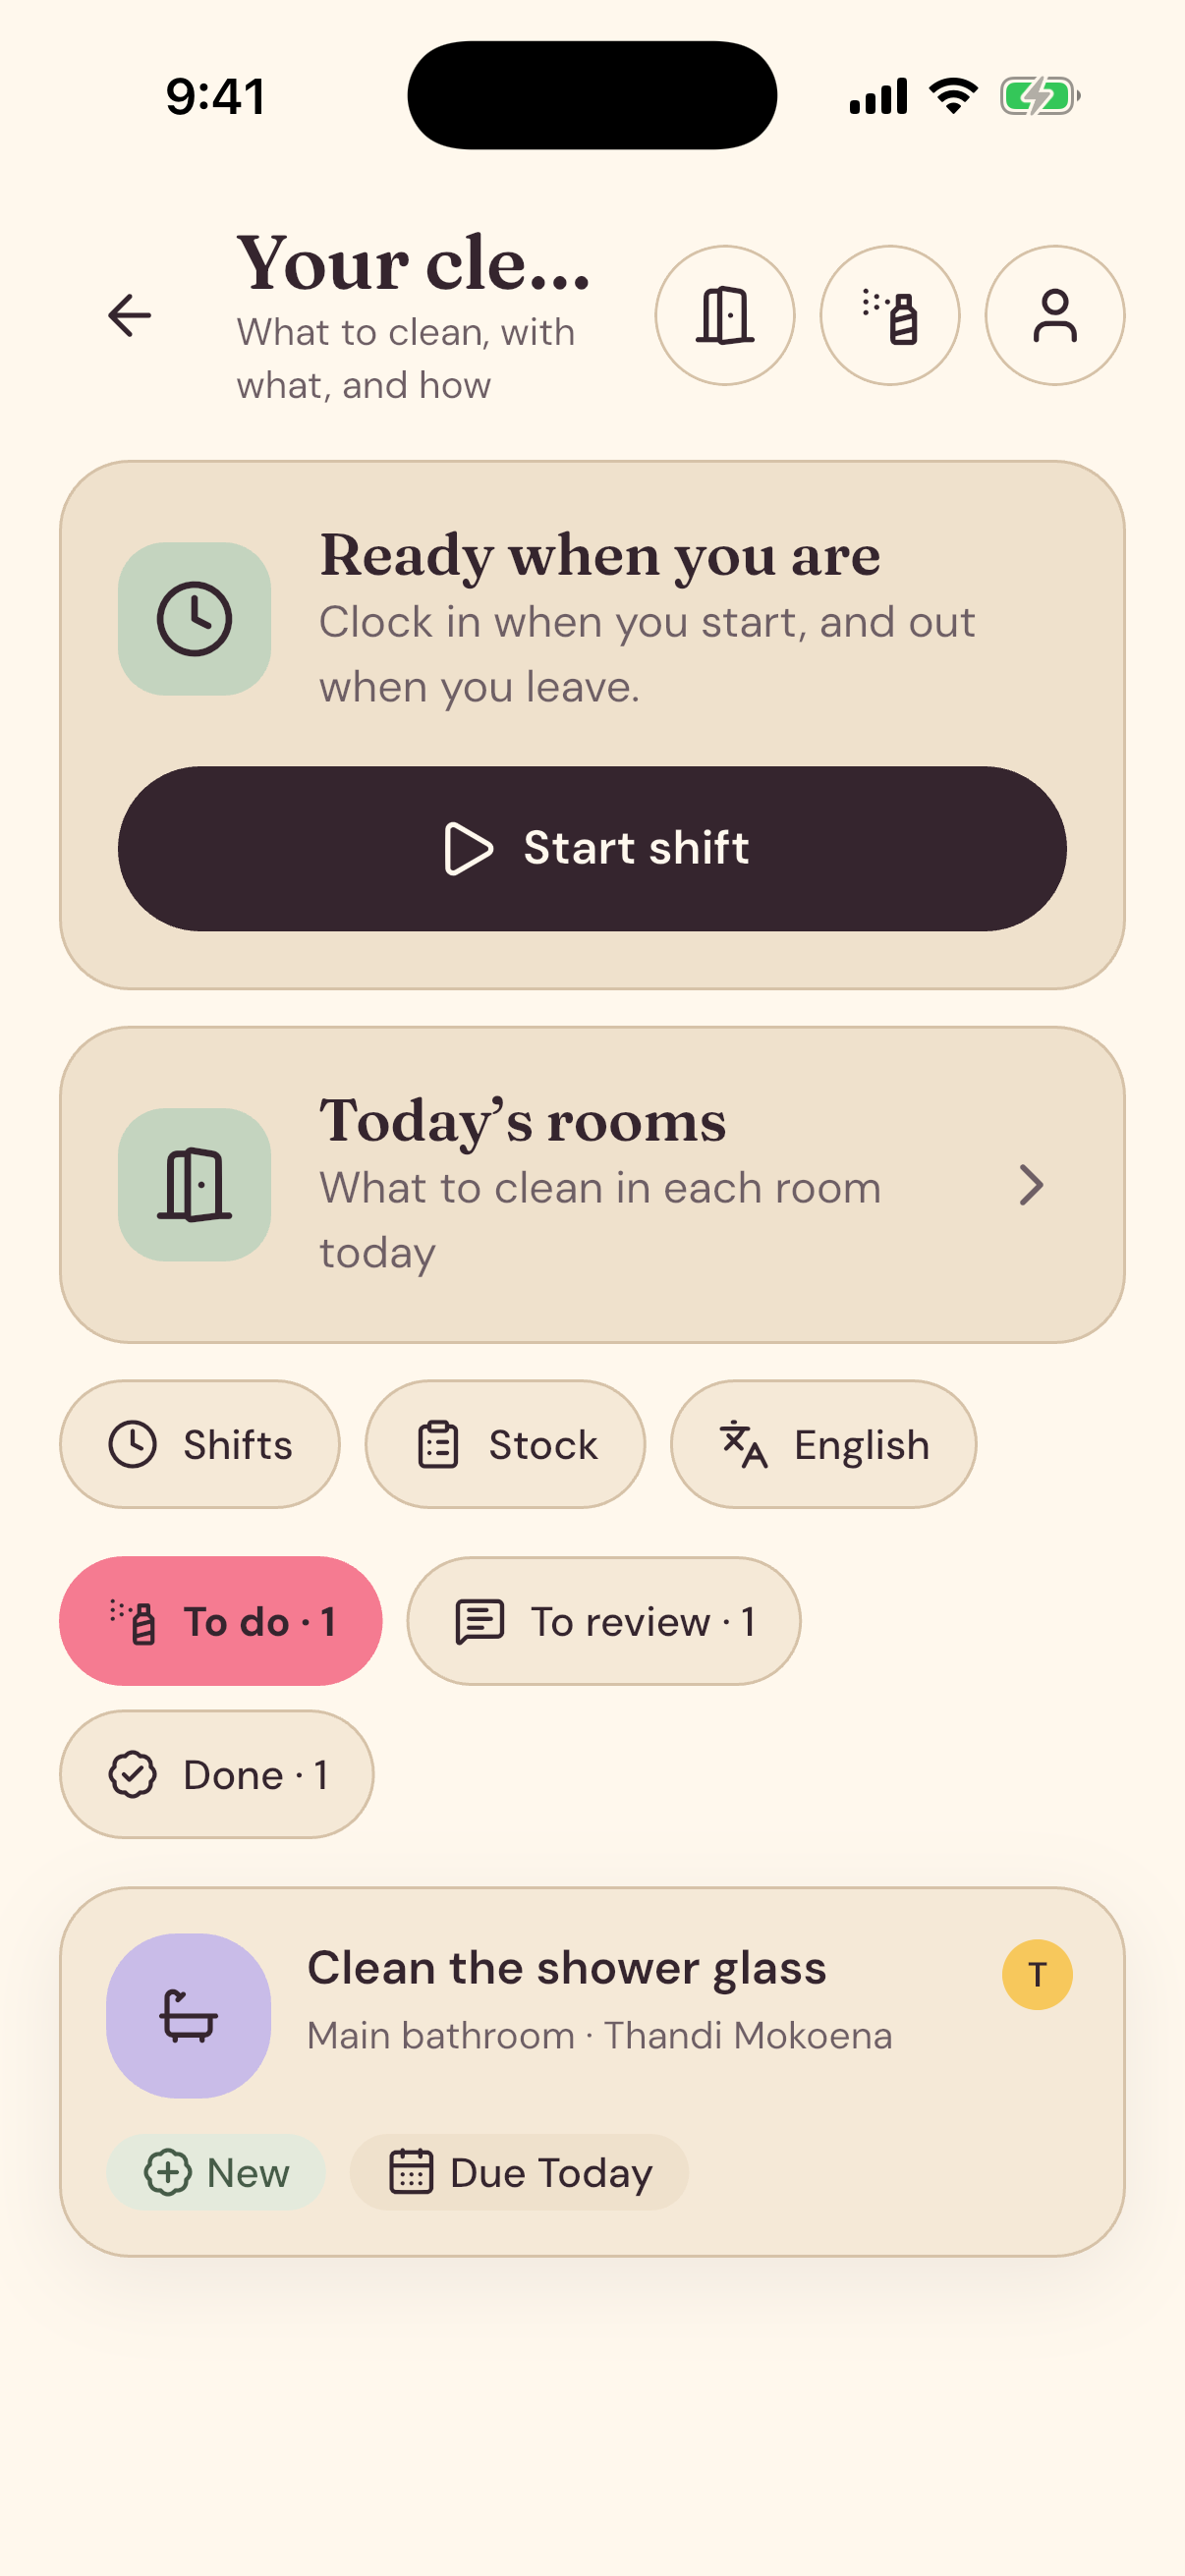 9:41
Your cle...
What to clean, with
what, and how
Ready when you are
Clock in when you start, and out
when you leave.
Start shift
Today’s rooms
What to clean in each room
today
Shifts
Stock
English
To do · 1
To review · 1
Done · 1
Clean the shower glass
T
Main bathroom · Thandi Mokoena
New
Due Today